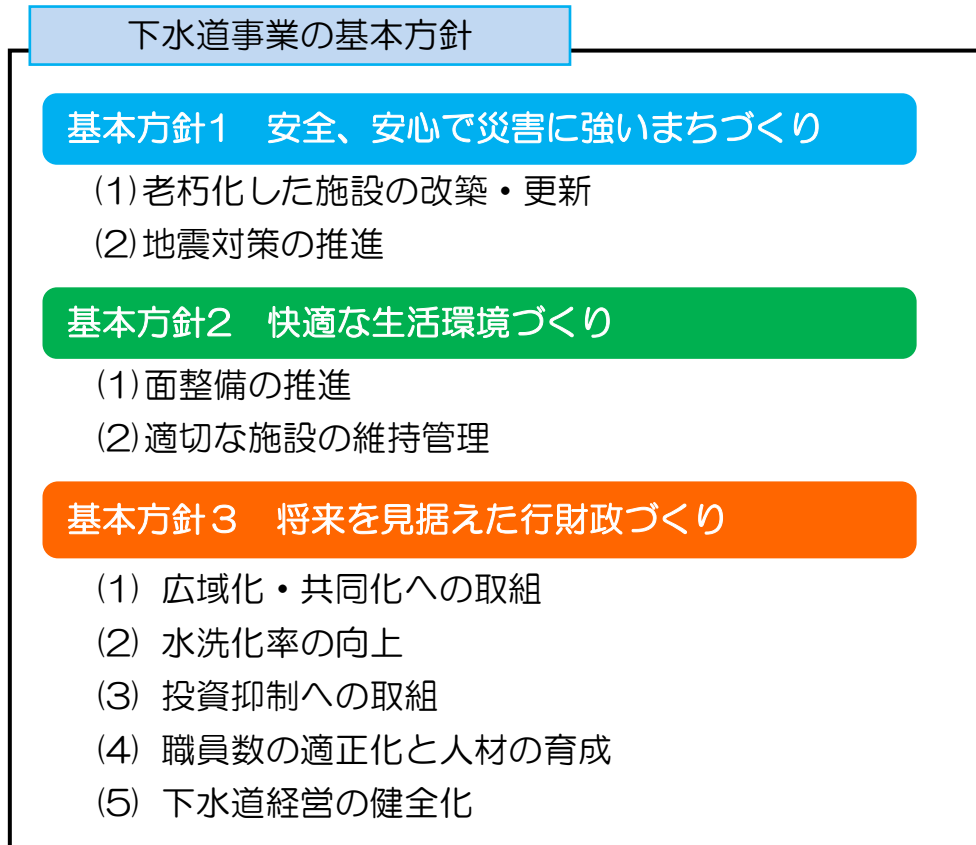 下水道事業の基本方針
基本方針1　安全、安心で災害に強いまちづくり
(1)老朽化した施設の改築・更新
(2)地震対策の推進
基本方針2　快適な生活環境づくり
(1)面整備の推進
(2)適切な施設の維持管理
基本方針３　将来を見据えた行財政づくり
(1) 広域化・共同化への取組
(2) 水洗化率の向上
(3) 投資抑制への取組
(4) 職員数の適正化と人材の育成
(5) 下水道経営の健全化